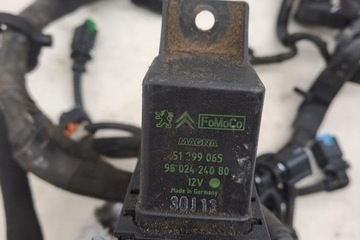 FoMoCo
MAGNA
51 299 065
96 024 240 80
12V
Made in Germany
30113